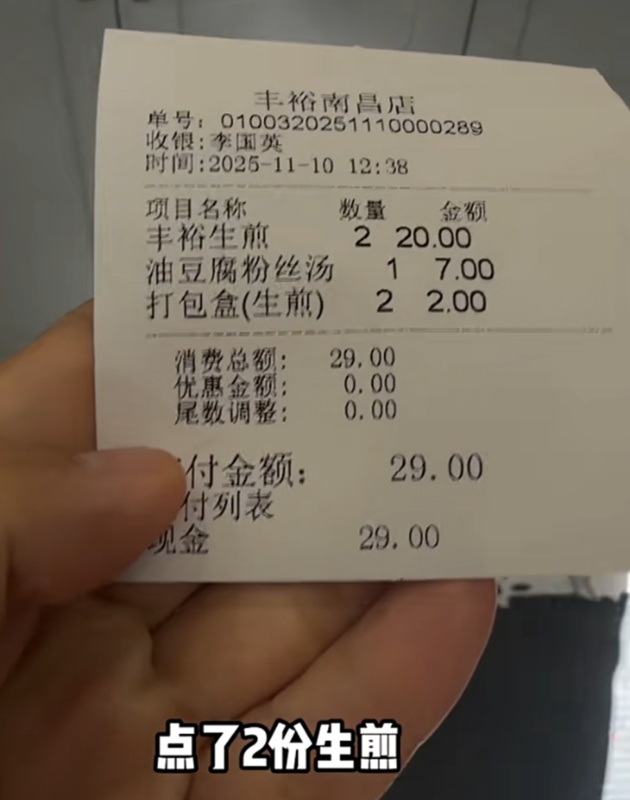 丰裕南昌店
单号: 0100320251110000289
收银:李国英
时间:2025-11-10 12:38
项目名称 数量 金额
丰裕生煎 2 20.00
油豆腐粉丝汤 1 7.00
打包盒(生煎) 2 2.00
消费总额: 29.00
优惠金额: 0.00
尾数调整: 0.00
付金额: 29.00
付列表
现金 29.00
点了2份生煎